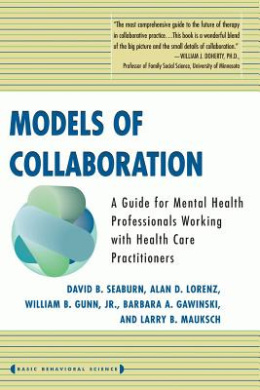 "The most comprehensive guide to the future of therapy
in collaborative practice... This book is a wonderful blend
of the big picture and the small details of collaboration."
—WILLIAM J. DOHERTY, PH.D.,
Professor of Family Social Science, University of Minnesota
MODELS OF
COLLABORATION
A Guide for Mental Health
Professionals Working
with Health Care
Practitioners
DAVID B. SEABURN, ALAN D. LORENZ,
WILLIAM B. GUNN, JR., BARBARA A. GAWINSKI,
AND LARRY B. MAUKSCH
BASIC BEHAVIORAL SCIENCE